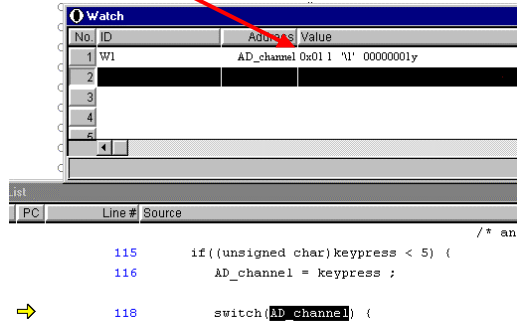 Watch
No. ID Address Value
1 W1 AD_channel 0x01 1 '\1' 00000001y
2
3
4
5
List
PC Line # Source
/* an
115 if((unsigned char)keypress < 5) {
116 AD_channel = keypress ;
118 switch(AD_channel) {